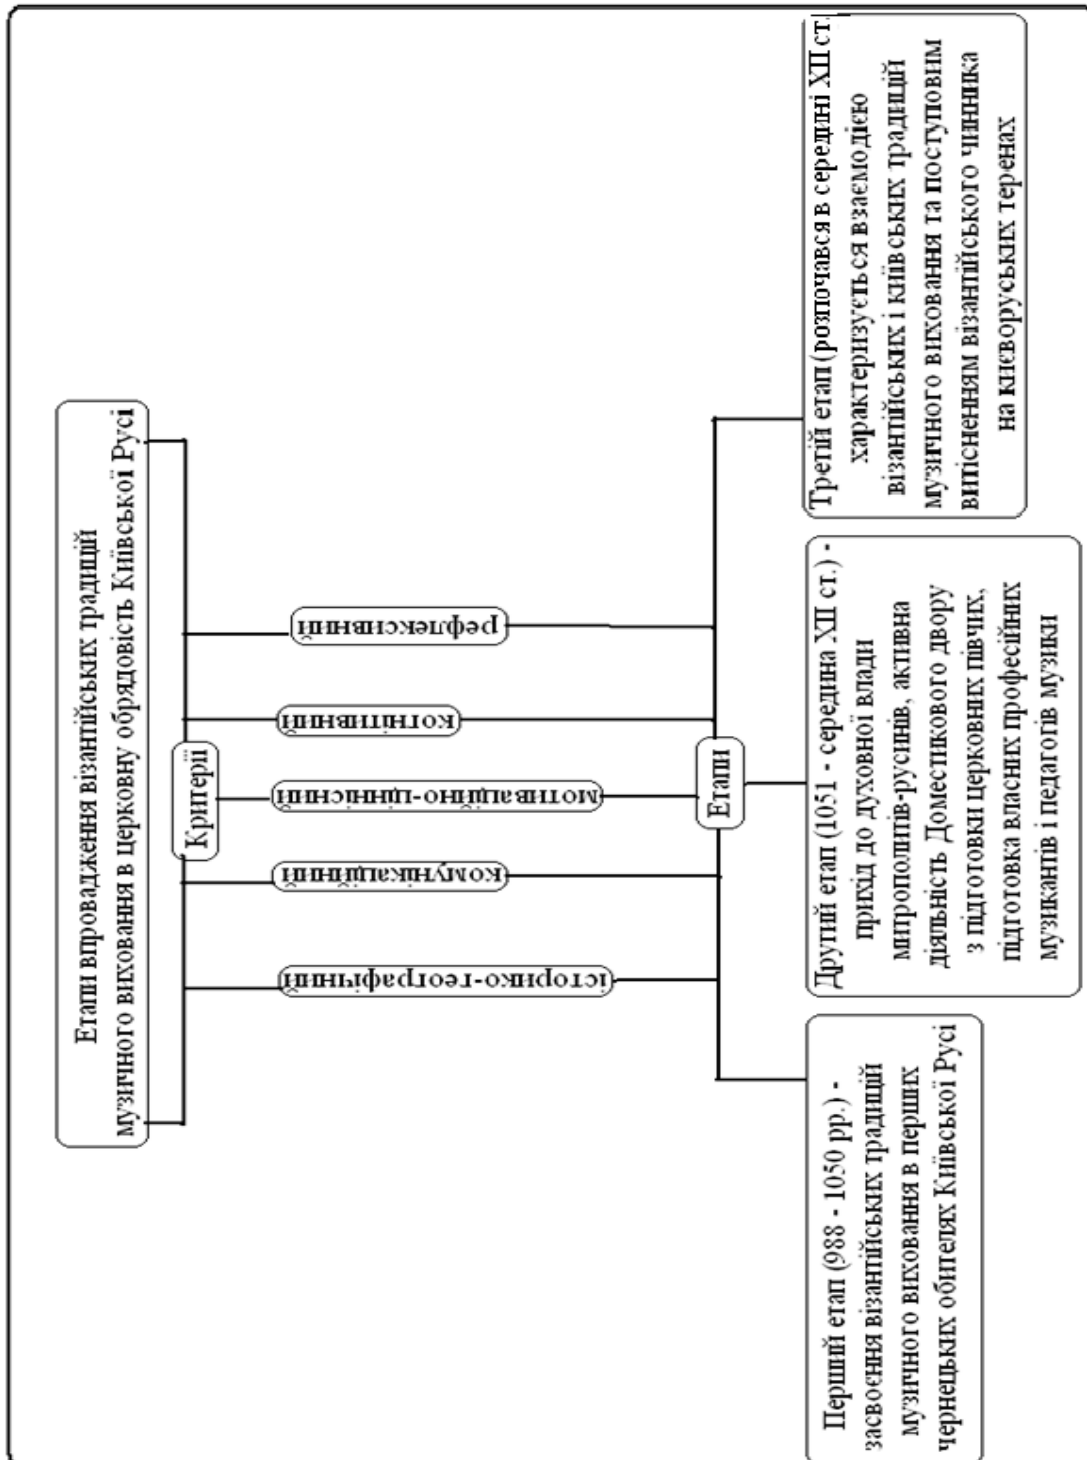 Етапи впровадження візантійських традицій
музичного виховання в церковну обрядовість Київської Русі
Критерії
історико-географічний
комунікаційний
мотиваційно-ціннісний
когнітивний
рефлексивний
Етапи
Перший етап (988 - 1050 рр.) -
засвоєння візантійських традицій
музичного виховання в перших
чернецьких обителях Київської Русі
Другий етап (1051 - середина XII ст.) -
прихід до духовної влади
митрополитів-русинів, активна
діяльність Доместикового двору
з підготовки церковних півчих,
підготовка власних професійних
музикантів і педагогів музики
Третій етап (розпочався в середині XII ст.
характеризується взаємодією
візантійських і київських традицій
музичного виховання та поступовим
витісненням візантійського чинника
на києворуських теренах